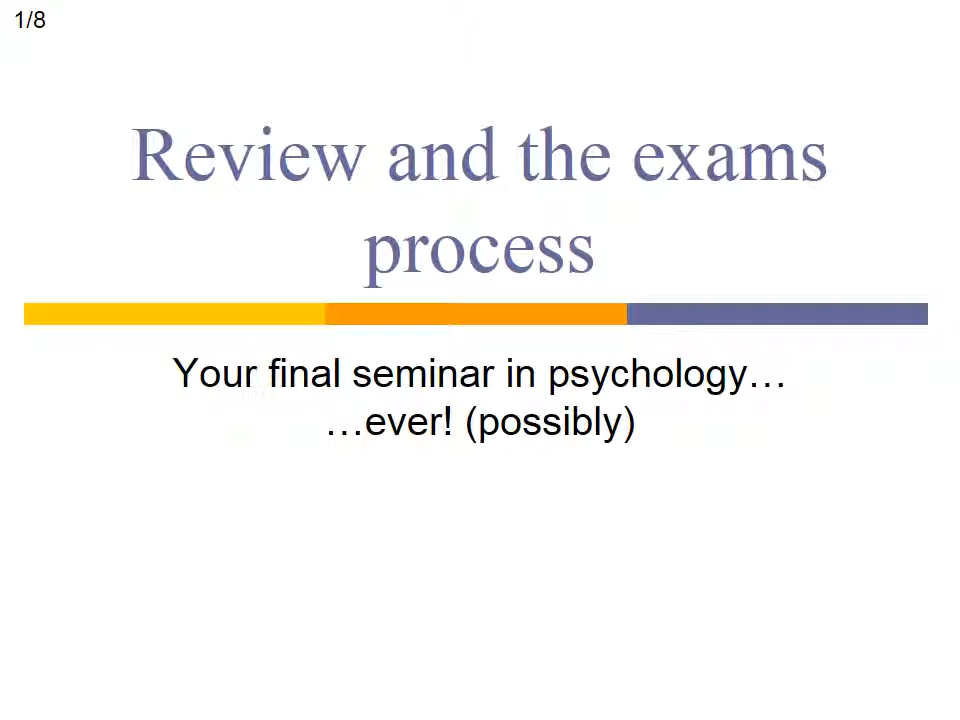 1/8
Review and the exams
process
Your final seminar in psychology…
…ever! (possibly)